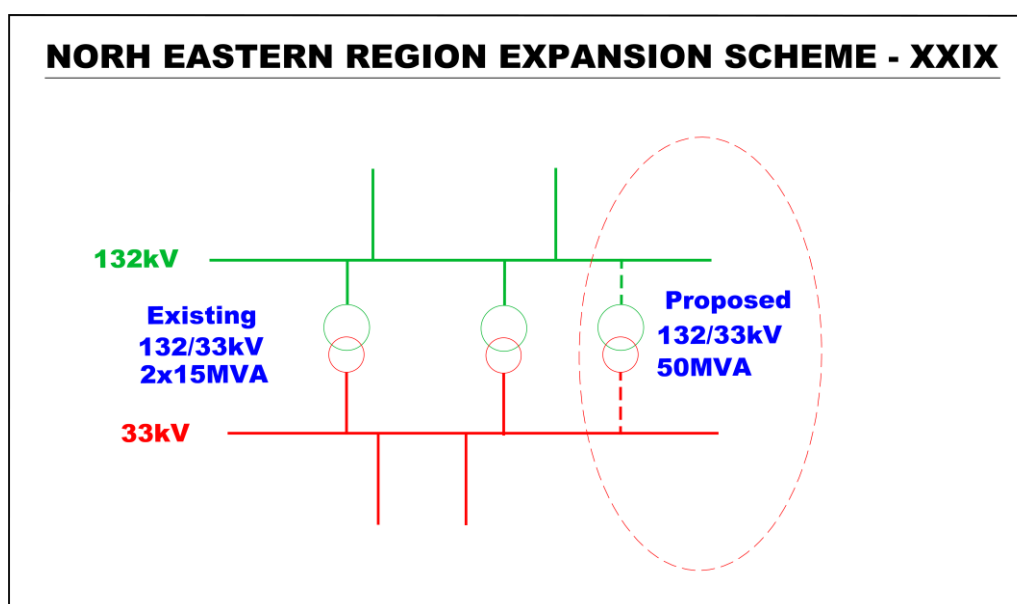 NORH EASTERN REGION EXPANSION SCHEME - XXIX
132kV
Existing
132/33kV
2x15MVA
Proposed
132/33kV
50MVA
33kV